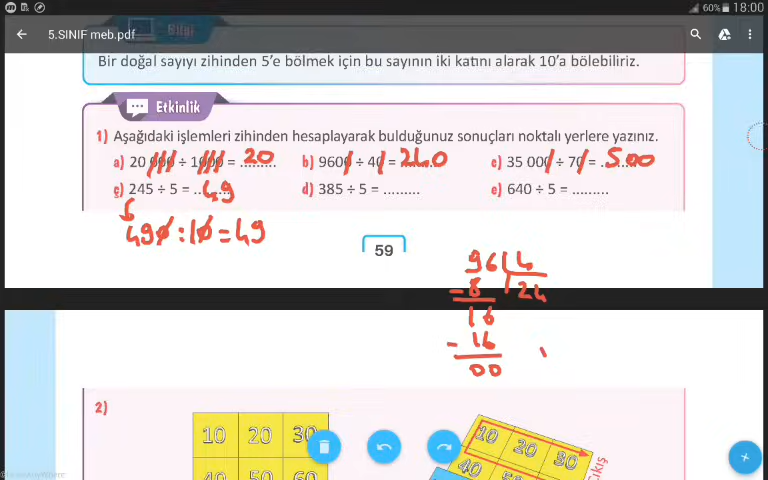 18:00
60%
5.SINIF meb.pdf
Bilgi
Bir doğal sayıyı zihinden 5'e bölmek için bu sayının iki katını alarak 10'a bölebiliriz.
Etkinlik
1) Aşağıdaki işlemleri zihinden hesaplayarak bulduğunuz sonuçları noktalı yerlere yazınız.
a) 20 000 ÷ 1000 = 20 b) 9600 ÷ 40 = 240 c) 35 000 ÷ 70 = 500
ç) 245 ÷ 5 = 49 d) 385 ÷ 5 = ......... e) 640 ÷ 5 = .........
490 : 10 = 49
59
96 4
- 8 24
16
- 16
00
2)
10 20 30
40 50 60
10 20 30
40
Çıkış